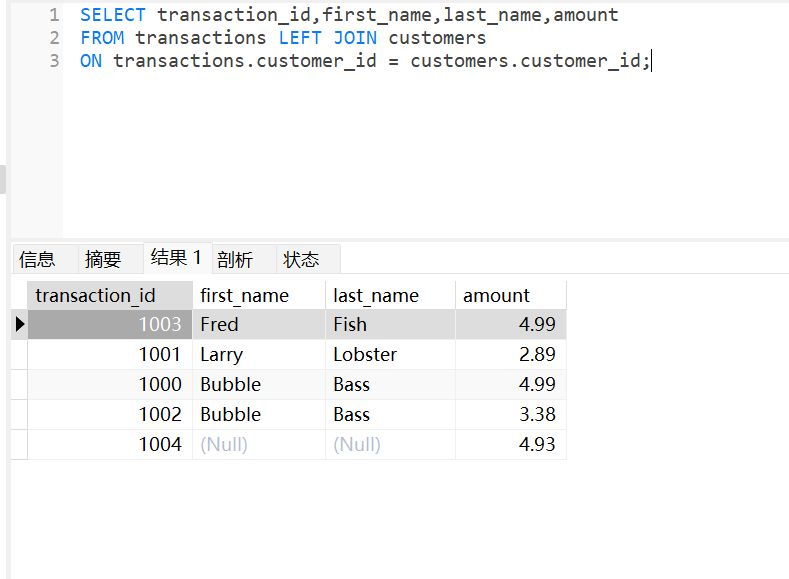 1 SELECT transaction_id,first_name,last_name,amount
2 FROM transactions LEFT JOIN customers
3 ON transactions.customer_id = customers.customer_id;
信息 摘要 结果 1 剖析 状态
transaction_id first_name last_name amount
1003 Fred Fish 4.99
1001 Larry Lobster 2.89
1000 Bubble Bass 4.99
1002 Bubble Bass 3.38
1004 (Null) (Null) 4.93